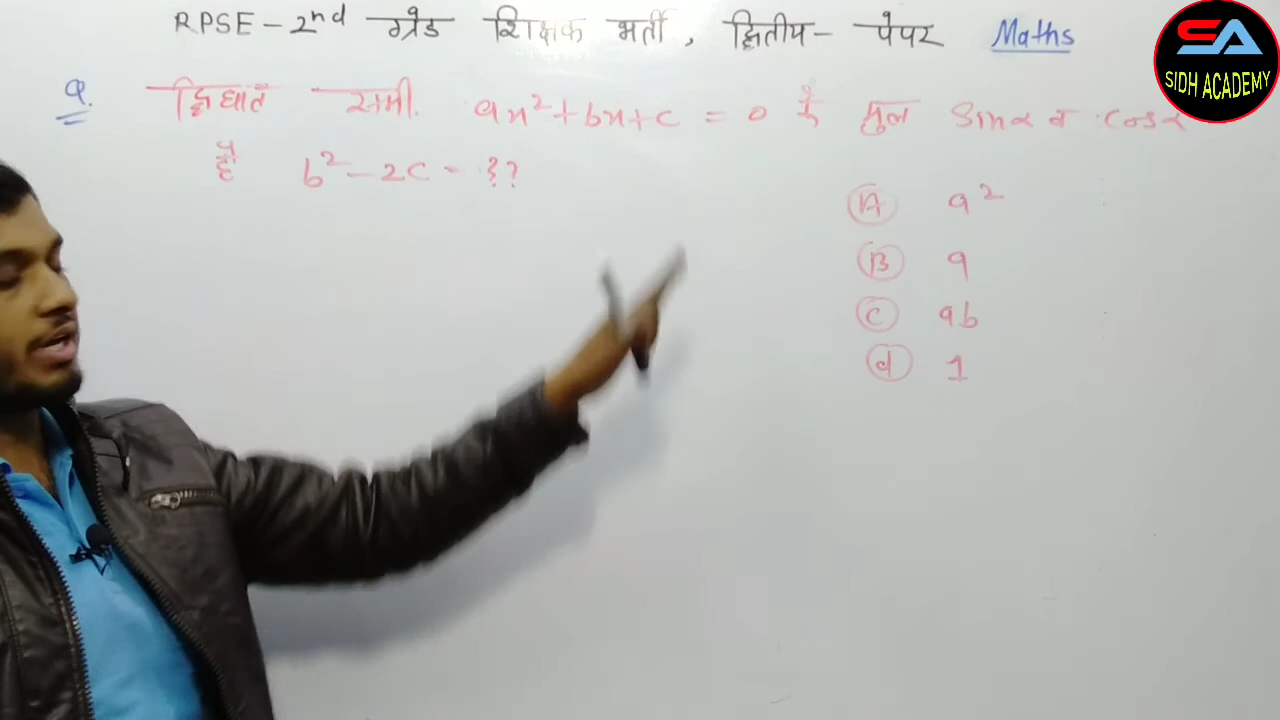 RPSE - 2nd ग्रेड शिक्षक भर्ती, द्वितीय - पेपर Maths
SA
SIDH ACADEMY
Q. द्विघात समी. ax²+bx+c = 0 के मुल sinα व cosα
है b² - 2c = ??
A a²
B a
C ab
d 1